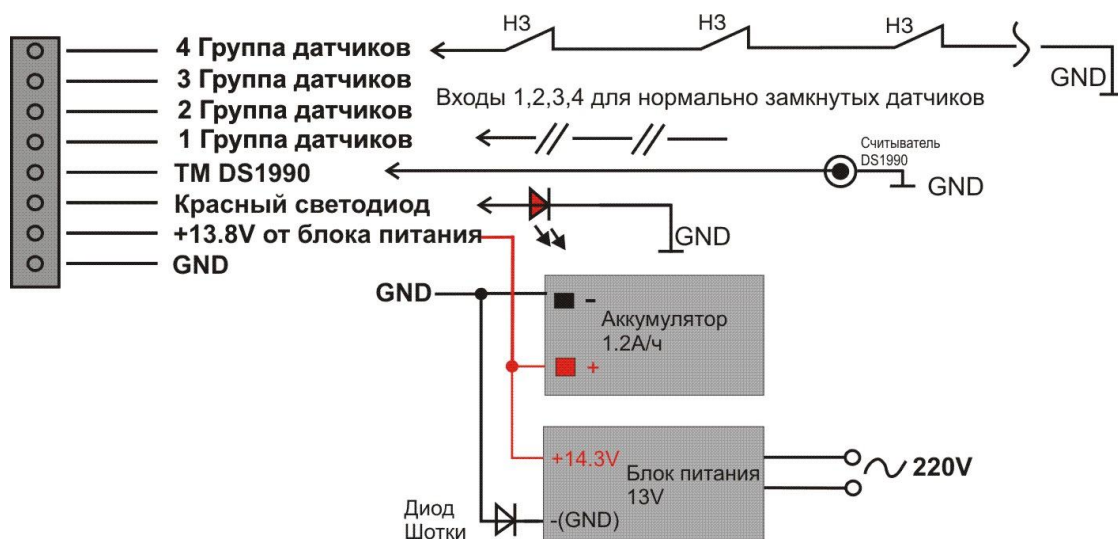 НЗ НЗ НЗ
4 Группа датчиков
GND
3 Группа датчиков
Входы 1,2,3,4 для нормально замкнутых датчиков
2 Группа датчиков
1 Группа датчиков
Считыватель
DS1990
ТМ DS1990
GND
Красный светодиод
GND
+13.8V от блока питания
GND
GND
-
Аккумулятор
1.2А/ч
+
+14.3V
Блок питания
13V
220V
Диод
Шотки
-(GND)